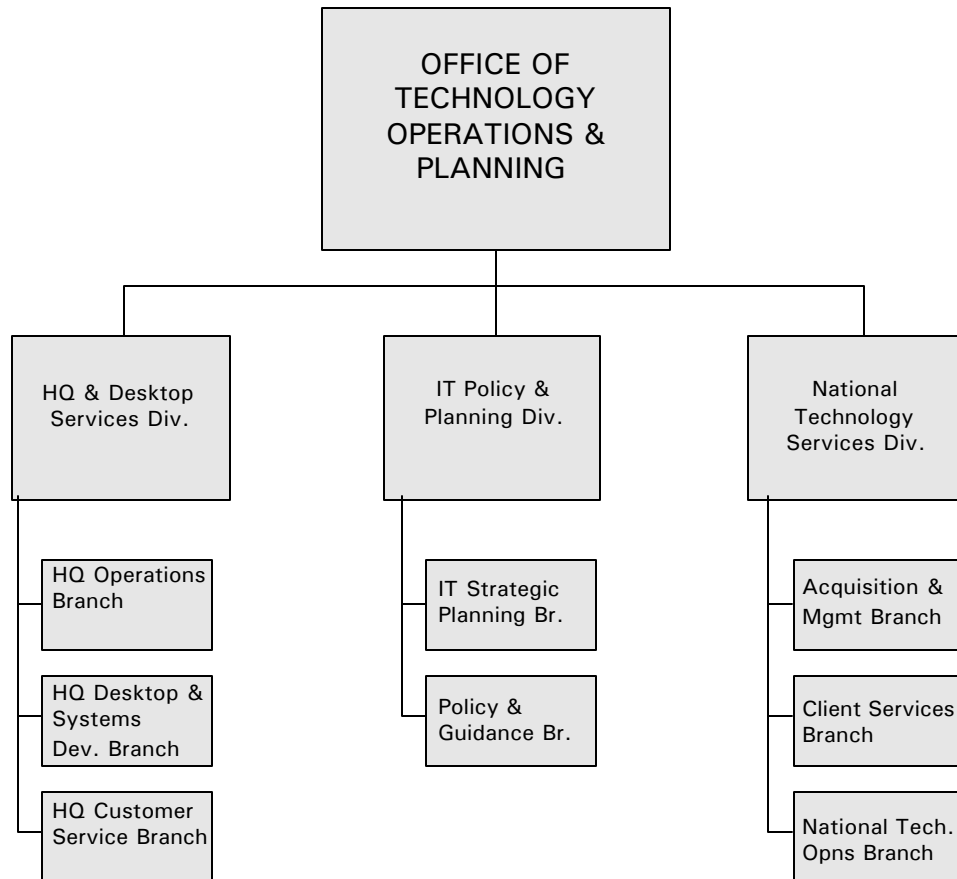 OFFICE OF
TECHNOLOGY
OPERATIONS &
PLANNING
HQ & Desktop
Services Div.
IT Policy &
Planning Div.
National
Technology
Services Div.
HQ Operations
Branch
HQ Desktop &
Systems
Dev. Branch
HQ Customer
Service Branch
IT Strategic
Planning Br.
Policy &
Guidance Br.
Acquisition &
Mgmt Branch
Client Services
Branch
National Tech.
Opns Branch